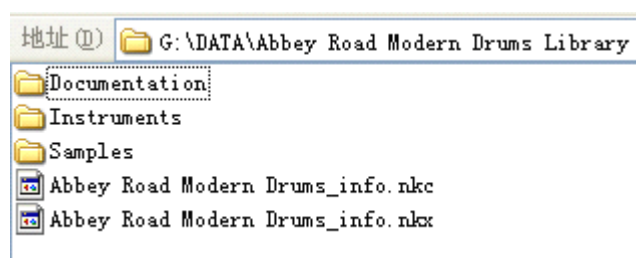 地址(D) G:\DATA\Abbey Road Modern Drums Library
Documentation
Instruments
Samples
Abbey Road Modern Drums_info.nkc
Abbey Road Modern Drums_info.nkx